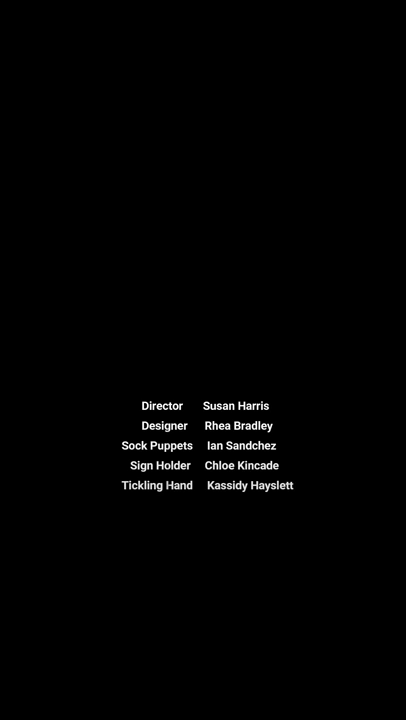 Director Susan Harris
Designer Rhea Bradley
Sock Puppets Ian Sandchez
Sign Holder Chloe Kincade
Tickling Hand Kassidy Hayslett